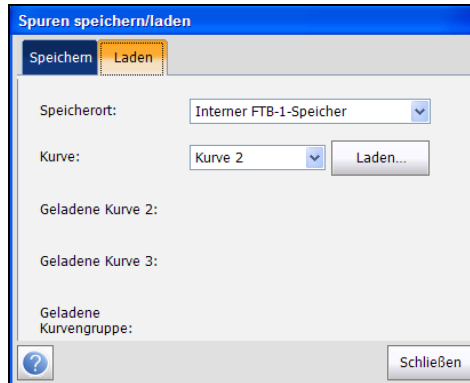 Spuren speichern/laden
Speichern Laden
Speicherort: Interner FTB-1-Speicher
Kurve: Kurve 2 Laden...
Geladene Kurve 2:
Geladene Kurve 3:
Geladene
Kurvengruppe:
? Schließen